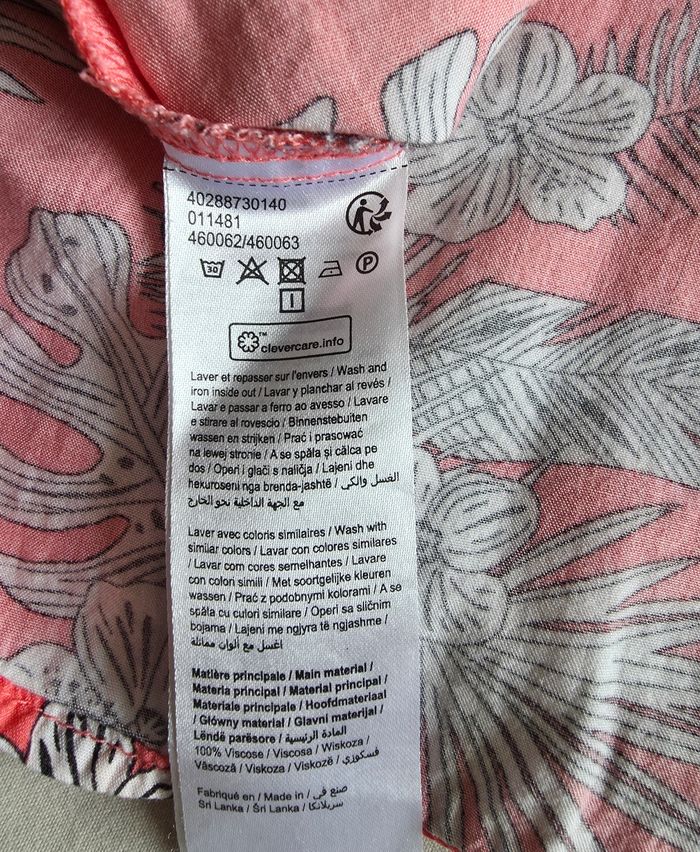 40288730140
011481
460062/460063
30 P
clevercare.info
Laver et repasser sur l'envers / Wash and
iron inside out / Lavar y planchar al revés /
Lavar e passar a ferro ao avesso / Lavare
e stirare al rovescio / Binnenstebuiten
wassen en strijken / Prać i prasować
na lewej stronie / A se spăla și călca pe
dos / Operi i glači s naličja / Lajeni dhe
hekuroseni nga brenda-jashtë / الغسل والكي
مع الجهة الداخلية نحو الخارج
Laver avec coloris similaires / Wash with
similar colors / Lavar con colores similares
/ Lavar com cores semelhantes / Lavare
con colori simili / Met soortgelijke kleuren
wassen / Prać z podobnymi kolorami / A se
spăla cu culori similare / Operi sa sličnim
bojama / Lajeni me ngjyra të ngjashme /
اغسل مع ألوان مماثلة
Matière principale / Main material /
Materia principal / Material principal /
Materiale principale / Hoofdmateriaal
/ Główny materiał / Glavni materijal /
Lëndë parësore / المادة الرئيسية
100% Viscose / Viscosa / Wiskoza /
Vâscoză / Viskoza / Viskozë / فسكوزي
Fabriqué en / Made in / صنع في
Sri Lanka / Śri Lanka / سريلانكا